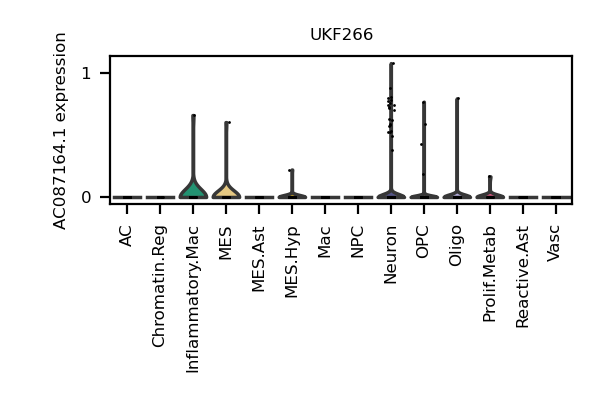 UKF266
AC087164.1 expression
1
0
AC
Chromatin.Reg
Inflammatory.Mac
MES
MES.Ast
MES.Hyp
Mac
NPC
Neuron
OPC
Oligo
Prolif.Metab
Reactive.Ast
Vasc